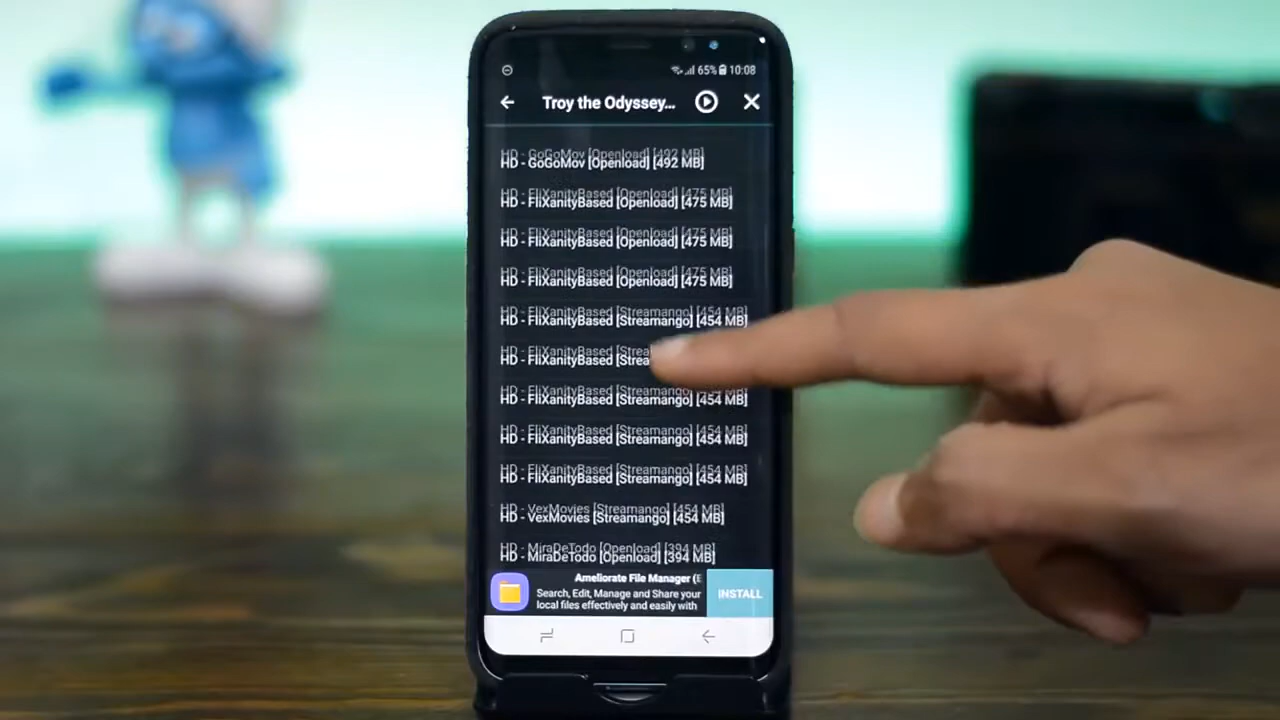 65% 10:08
Troy the Odyssey...
HD - GoGoMov [Openload] [492 MB]
HD - FliXanityBased [Openload] [475 MB]
HD - FliXanityBased [Openload] [475 MB]
HD - FliXanityBased [Openload] [475 MB]
HD - FliXanityBased [Streamango] [454 MB]
HD - FliXanityBased [Strea
HD - FliXanityBased [Streamango] [454 MB]
HD - FliXanityBased [Streamango] [454 MB]
HD - FliXanityBased [Streamango] [454 MB]
HD - VexMovies [Streamango] [454 MB]
HD - MiraDeTodo [Openload] [394 MB]
Ameliorate File Manager (E
Search, Edit, Manage and Share your
local files effectively and easily with
INSTALL